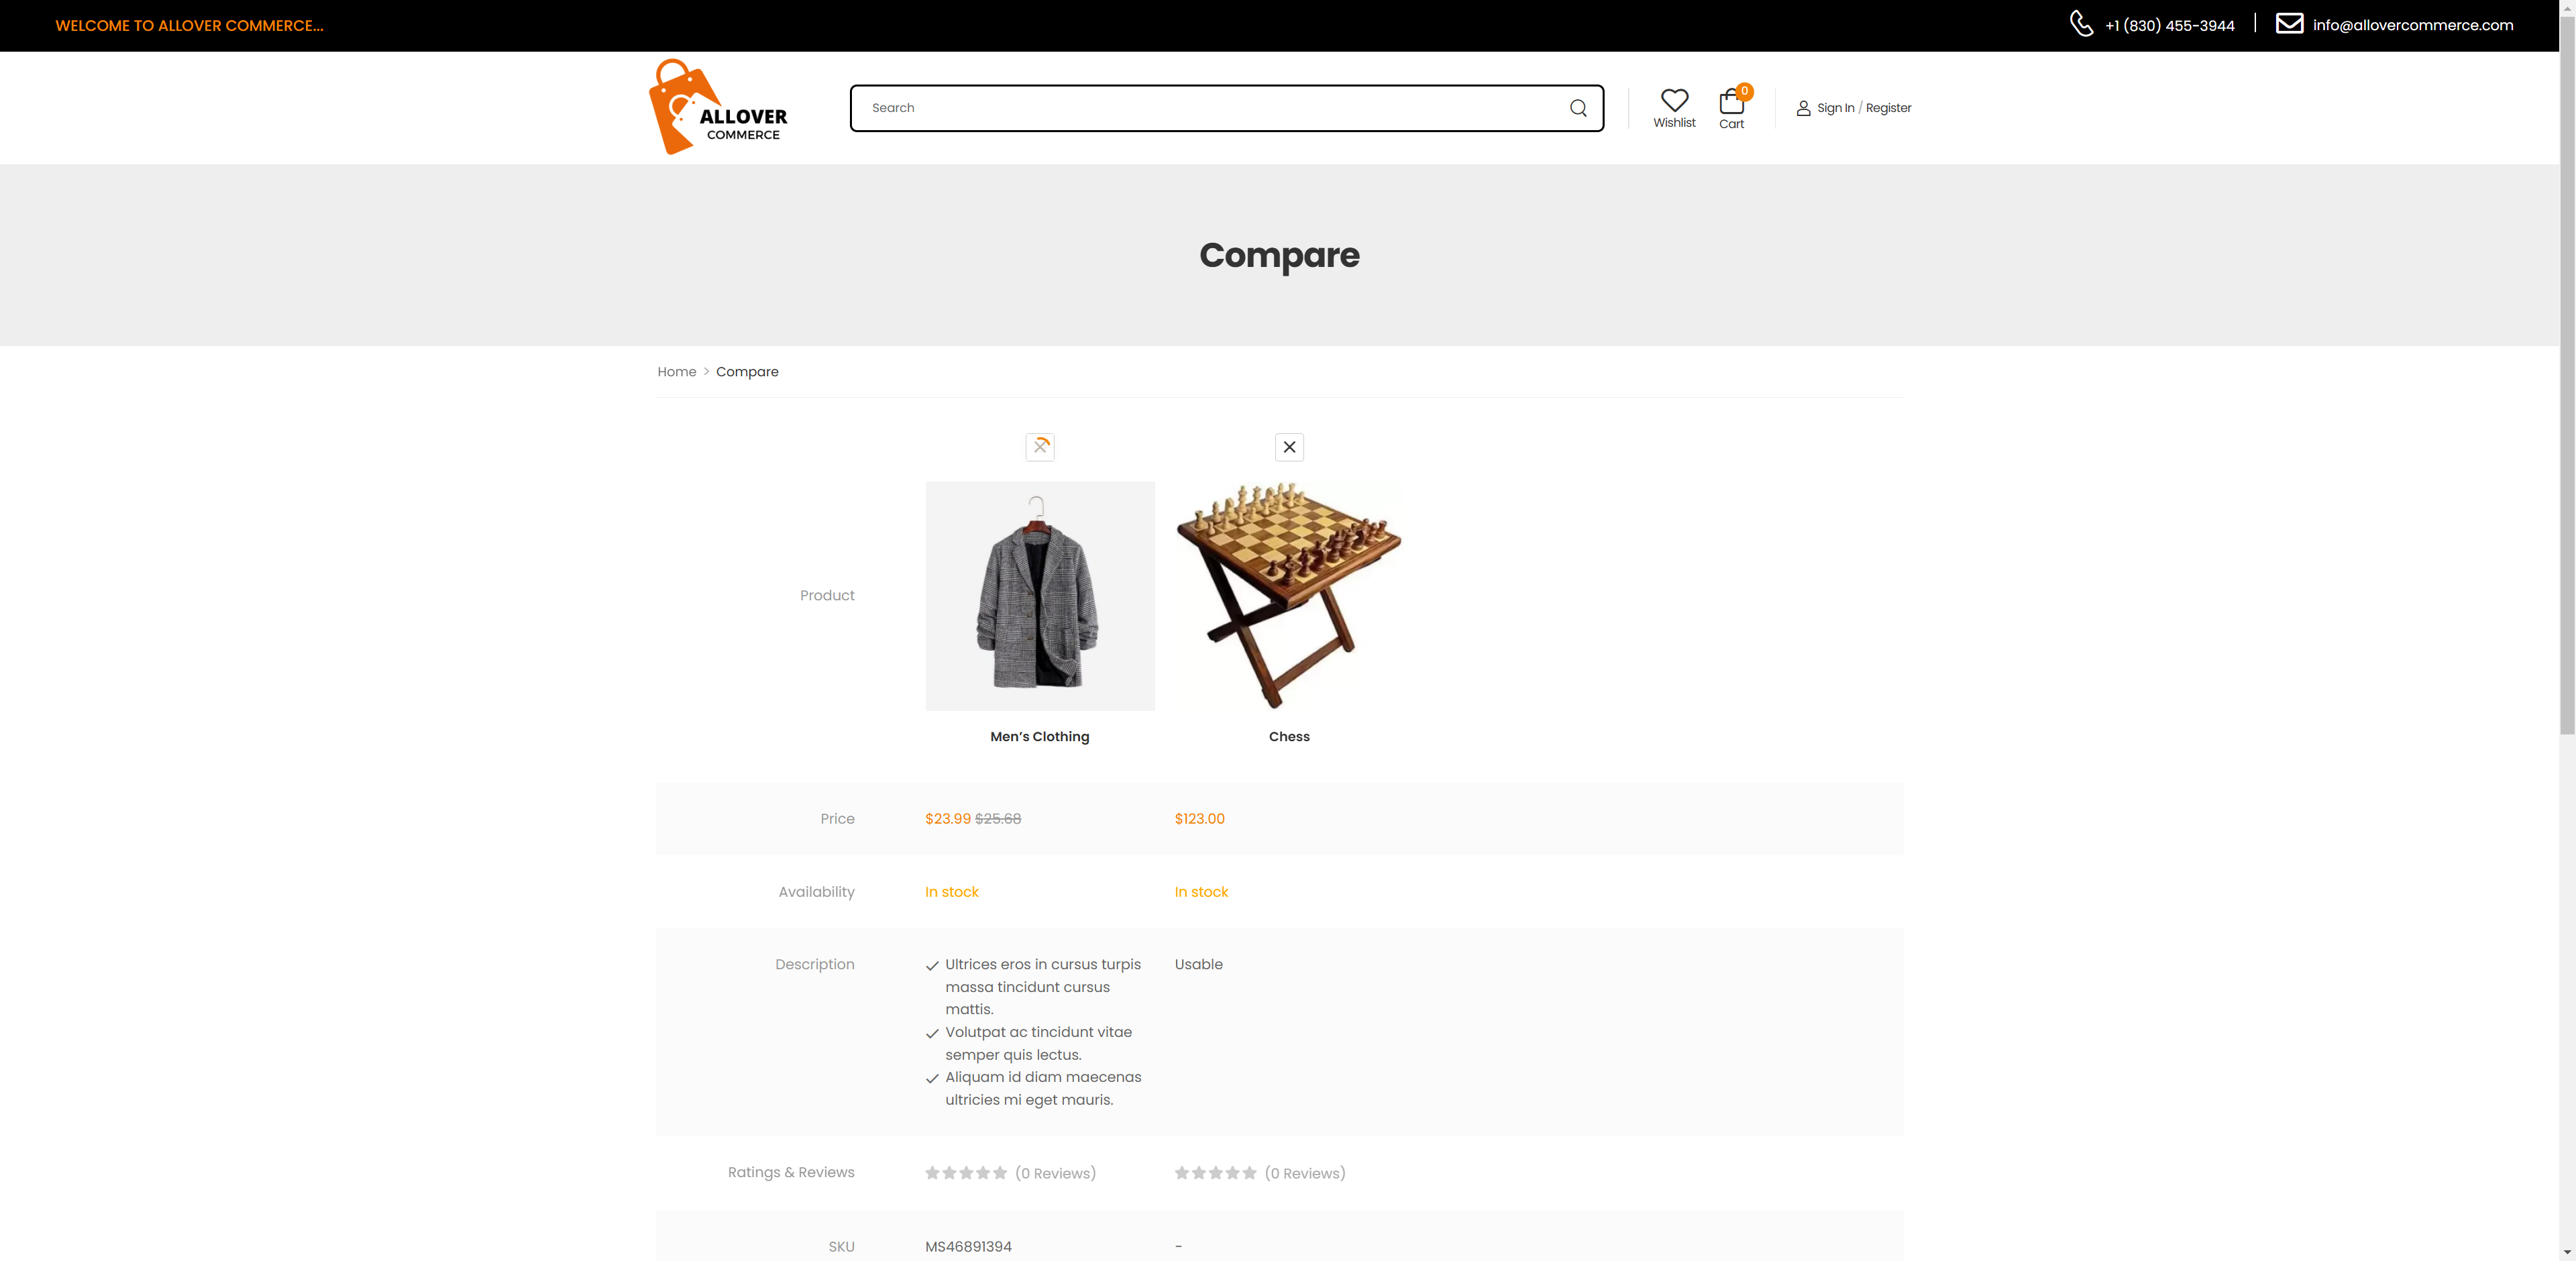 WELCOME TO ALLOVER COMMERCE...
+1 (830) 455-3944
info@allovercommerce.com
ALLOVER
COMMERCE
Search
Wishlist
0
Cart
Sign In / Register
Compare
Home > Compare
Product
Men’s Clothing
Chess
Price
$23.99 $25.68
$123.00
Availability
In stock
In stock
Description
Ultrices eros in cursus turpis
massa tincidunt cursus
mattis.
Volutpat ac tincidunt vitae
semper quis lectus.
Aliquam id diam maecenas
ultricies mi eget mauris.
Usable
Ratings & Reviews
(0 Reviews)
(0 Reviews)
SKU
MS46891394
-